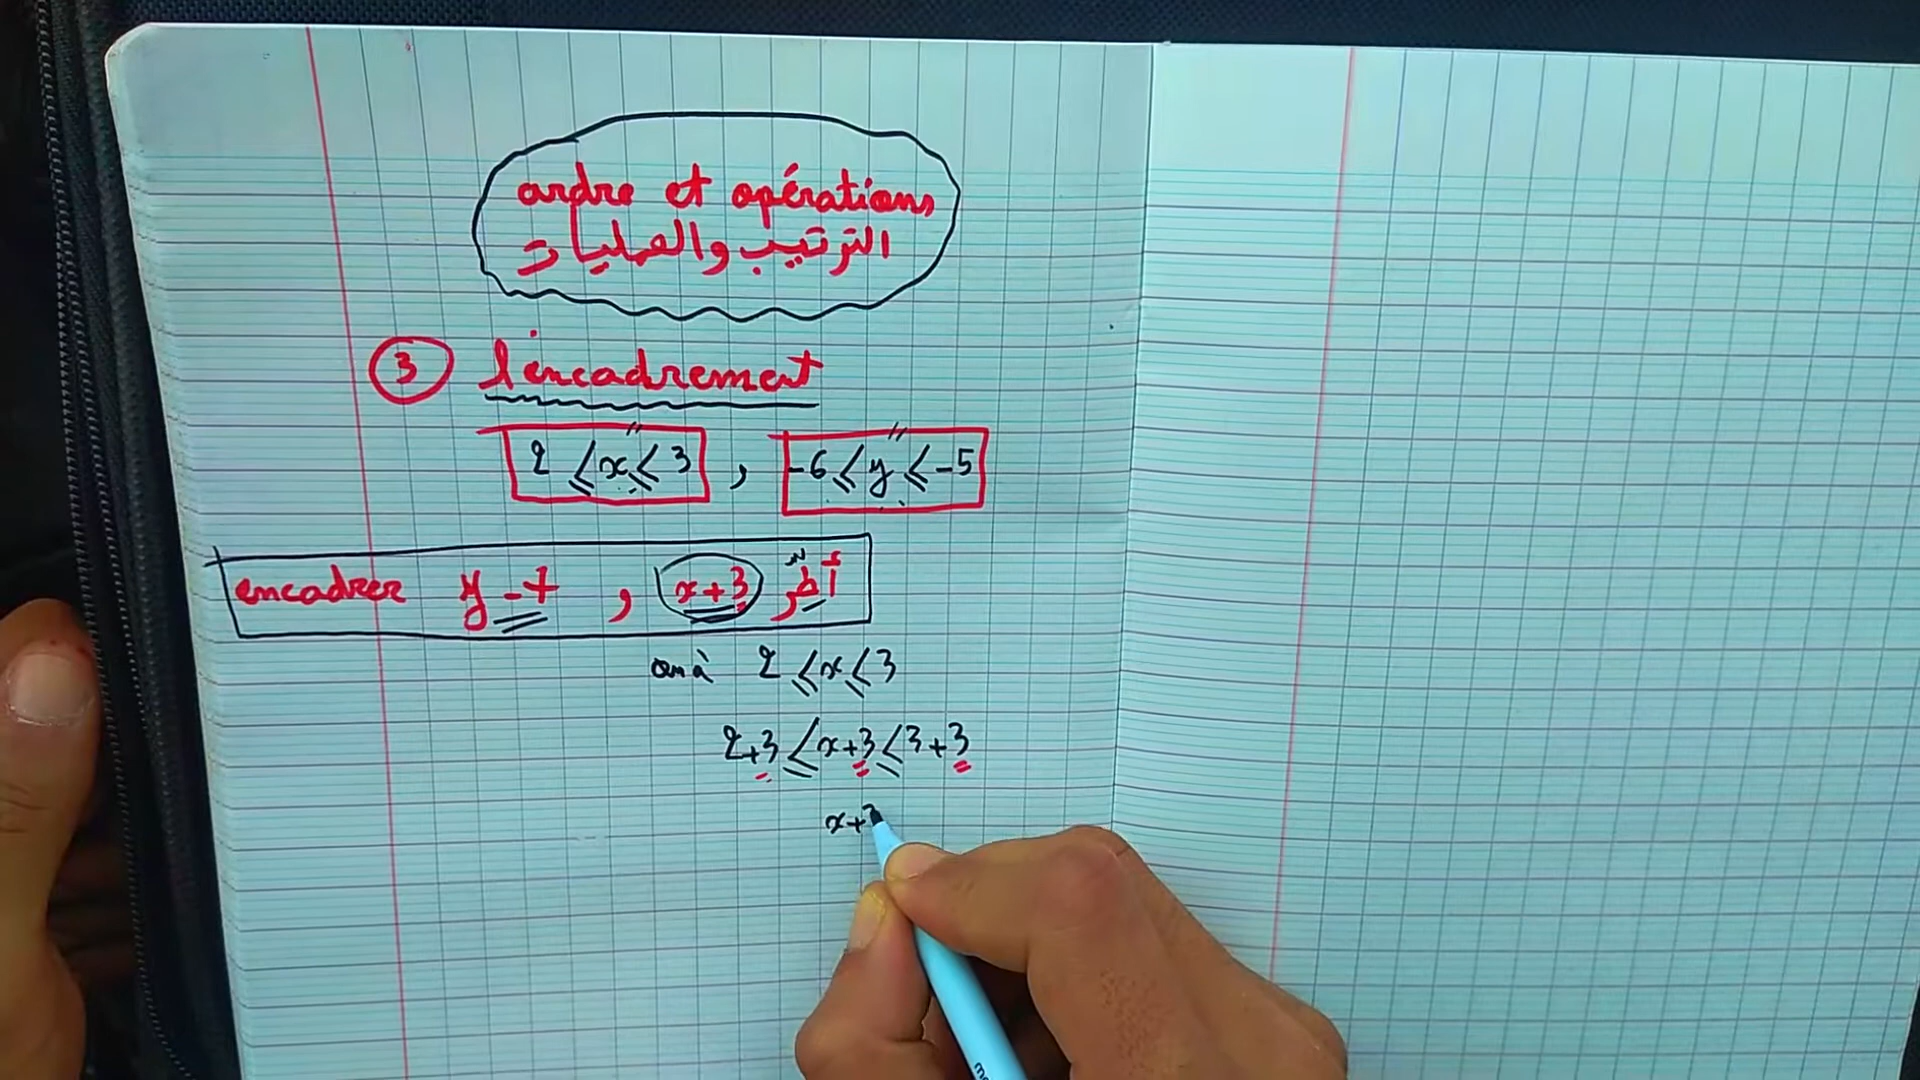 ordre et opérations
الترتيب والعمليات
3 l'encadrement
2 ≤ x ≤ 3 , -6 ≤ y ≤ -5
encadrer y - 7 , x+3 أطر
on à 2 ≤ x ≤ 3
2+3 ≤ x+3 ≤ 3+3
x+3